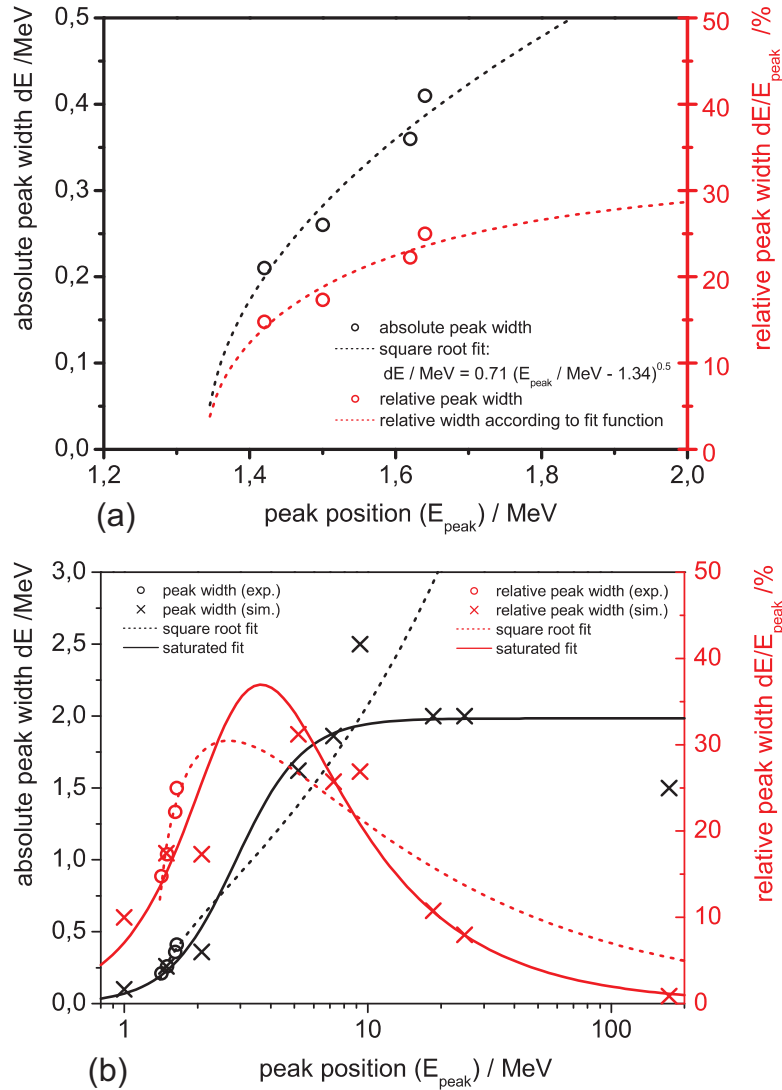 absolute peak width dE /MeV
relative peak width dE/E_peak /%
0,5
0,4
0,3
0,2
0,1
0,0
50
40
30
20
10
0
absolute peak width
square root fit:
dE / MeV = 0.71 (E_peak / MeV - 1.34)^0.5
relative peak width
relative width according to fit function
1,2
1,4
1,6
1,8
2,0
(a)
peak position (E_peak) / MeV
absolute peak width dE /MeV
relative peak width dE/E_peak /%
3.0
2.5
2.0
1.5
1.0
0,5
0,0
50
40
30
20
10
0
peak width (exp.)
peak width (sim.)
square root fit
saturated fit
relative peak width (exp.)
relative peak width (sim.)
square root fit
saturated fit
1
10
100
(b)
peak position (E_peak) / MeV